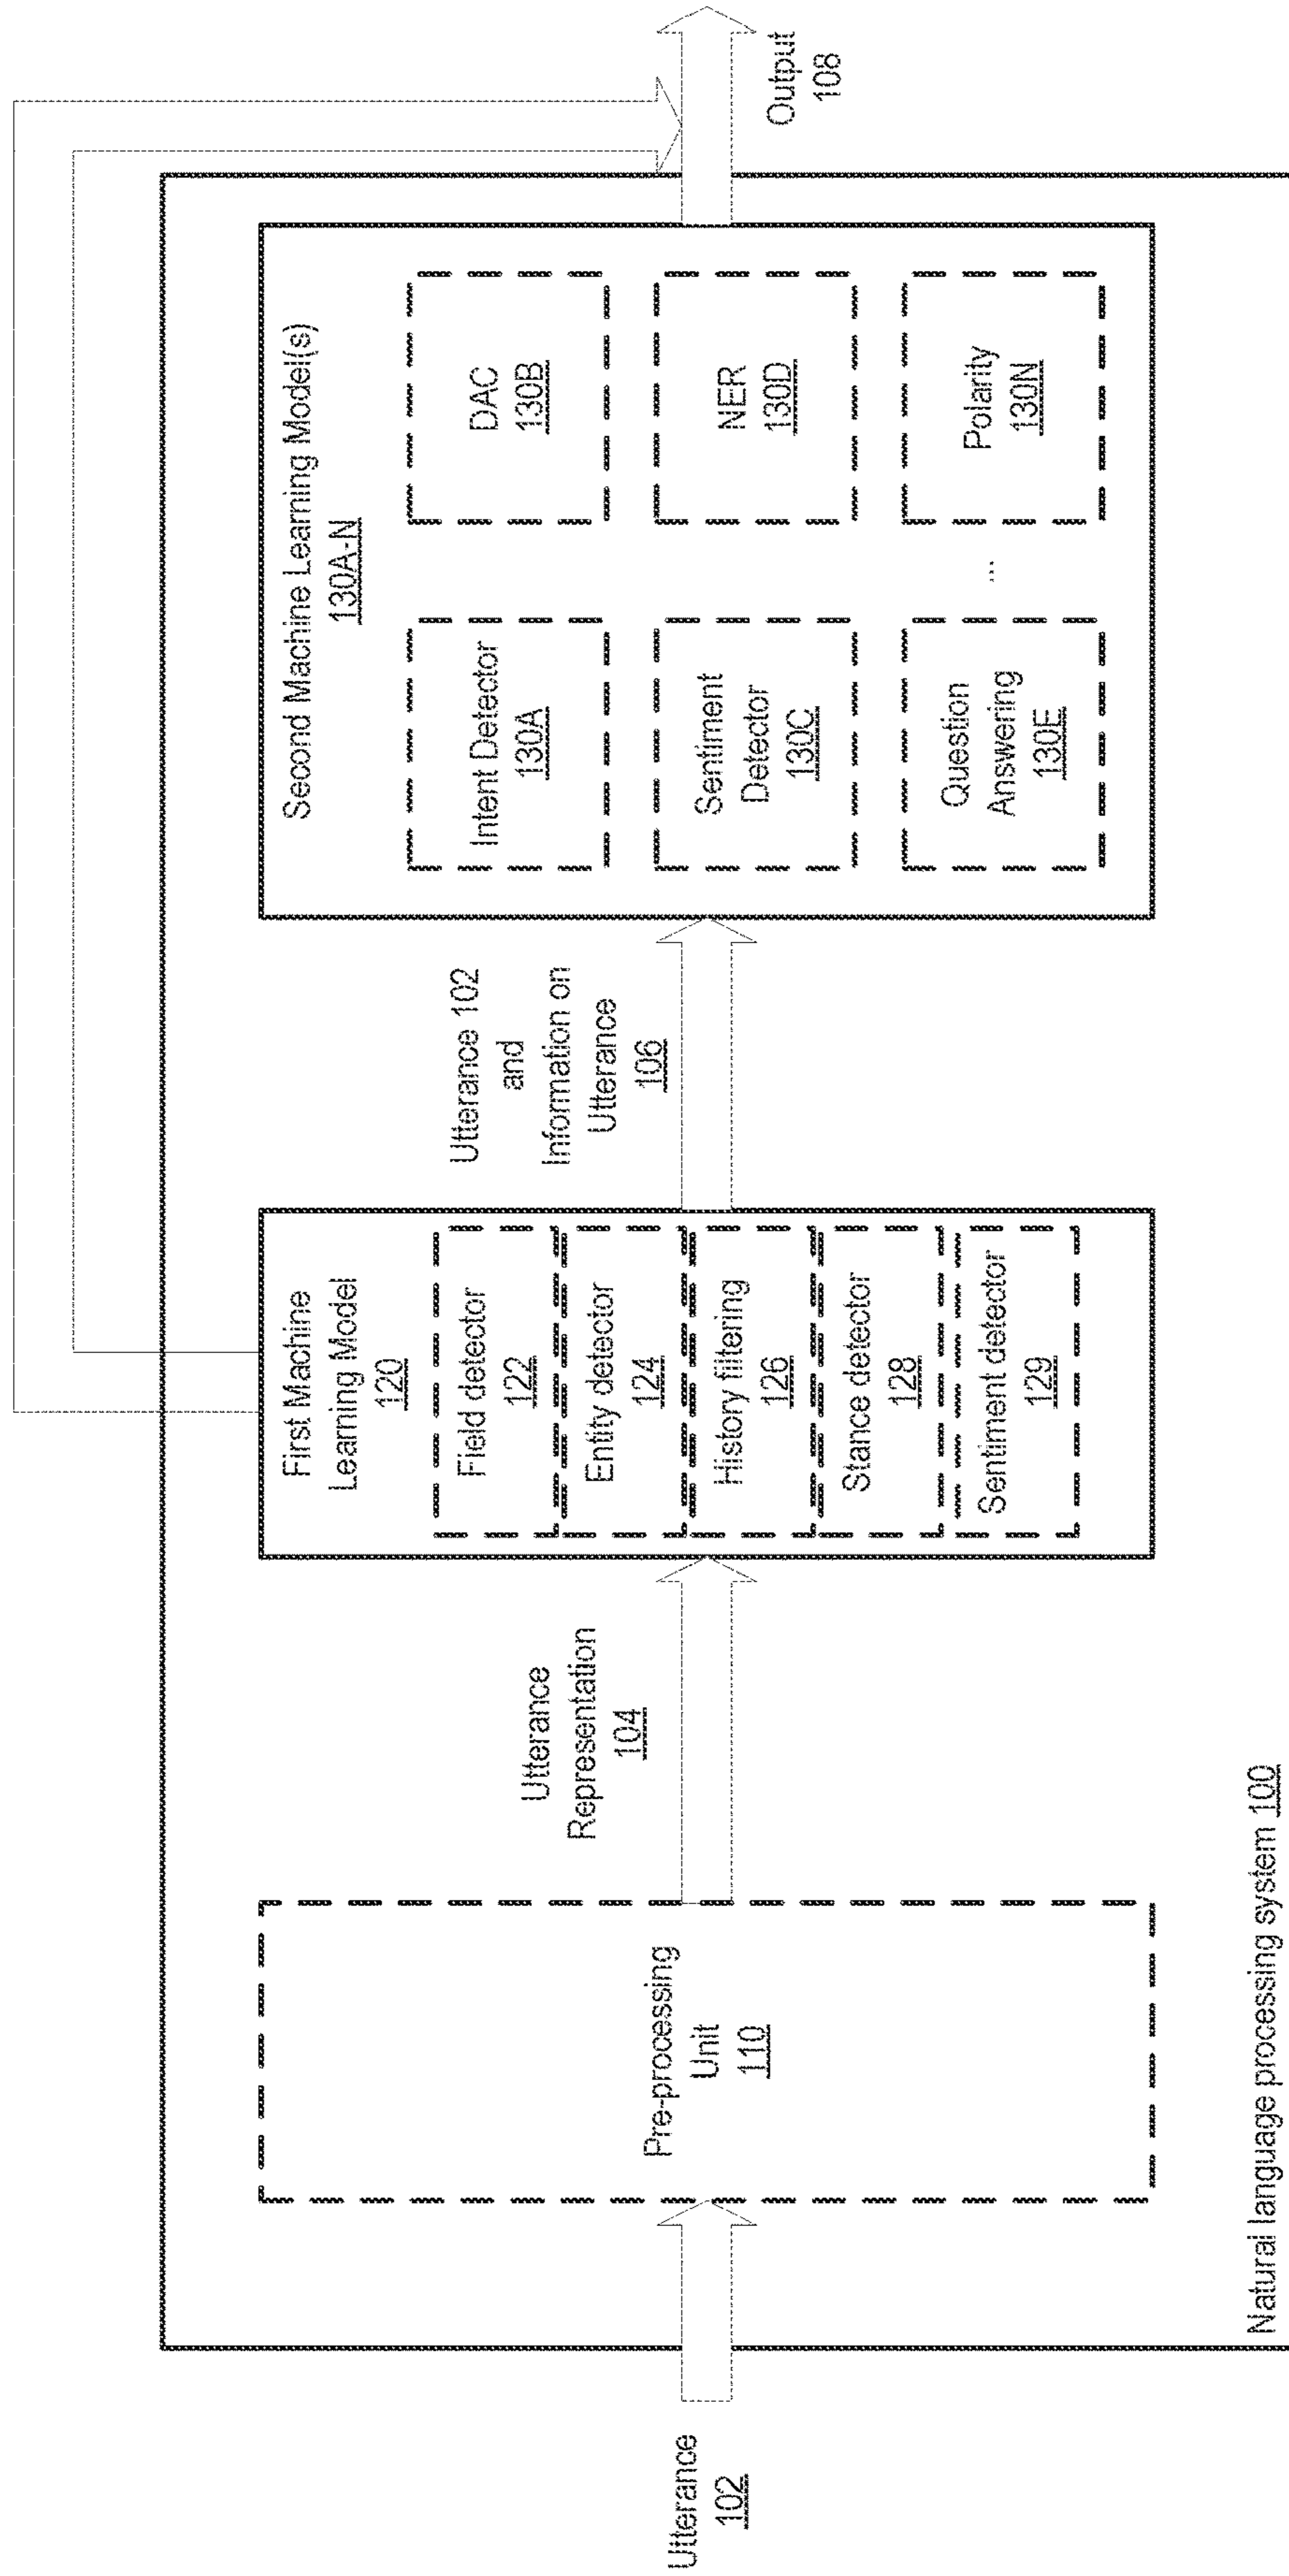 Utterance
102
Pre-processing
Unit
110
Utterance
Representation
104
First Machine
Learning Model
120
Field detector
122
Entity detector
124
History filtering
126
Stance detector
128
Sentiment detector
129
Utterance 102
and
Information on
Utterance
106
Second Machine Learning Model(s)
130A-N
Intent Detector
130A
DAC
130B
Sentiment
Detector
130C
NER
130D
Question
Answering
130E
...
Polarity
130N
Output
108
Natural language processing system 100